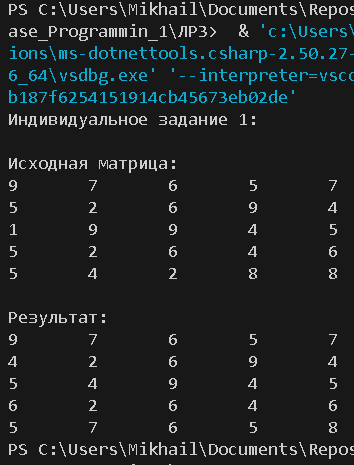 PS C:\Users\Mikhail\Documents\Repos
ase_Programmin_1\ЛР3>  & 'c:\Users\
ions\ms-dotnettools.csharp-2.50.27-
6_64\vsdbg.exe' '--interpreter=vsco
b187f6254151914cb45673eb02de'
Индивидуальное задание 1:
Исходная матрица:
9 7 6 5 7
5 2 6 9 4
1 9 9 4 5
5 2 6 4 6
5 4 2 8 8
Результат:
9 7 6 5 7
4 2 6 9 4
5 4 9 4 5
6 2 6 4 6
5 7 6 5 8
PS C:\Users\Mikhail\Documents\Repos